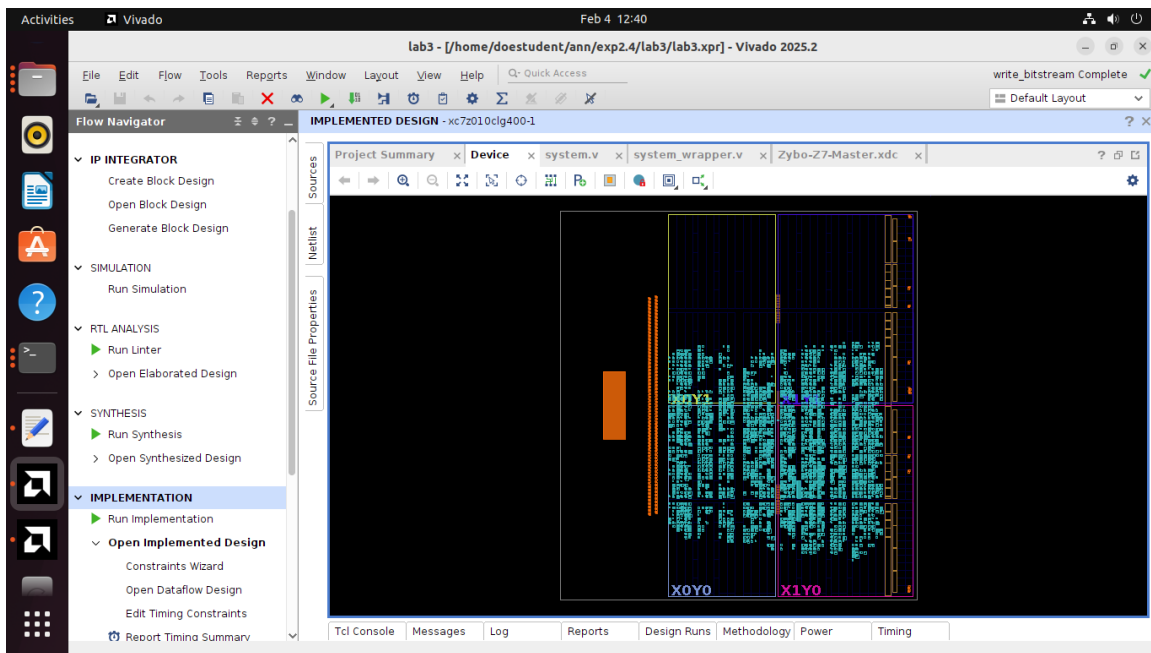 Activities
Vivado
Feb 4 12:40
lab3 - [/home/doestudent/ann/exp2.4/lab3/lab3.xpr] - Vivado 2025.2
File Edit Flow Tools Reports Window Layout View Help Q- Quick Access
write_bitstream Complete
Default Layout
Flow Navigator
IMPLEMENTED DESIGN - xc7z010clg400-1
IP INTEGRATOR
Create Block Design
Open Block Design
Generate Block Design
SIMULATION
Run Simulation
RTL ANALYSIS
Run Linter
Open Elaborated Design
SYNTHESIS
Run Synthesis
Open Synthesized Design
IMPLEMENTATION
Run Implementation
Open Implemented Design
Constraints Wizard
Open Dataflow Design
Edit Timing Constraints
Report Timing Summary
Sources
Netlist
Source File Properties
Project Summary
Device
system.v
system_wrapper.v
Zybo-Z7-Master.xdc
X0Y1
X0Y0
X1Y0
Tcl Console Messages Log Reports Design Runs Methodology Power Timing